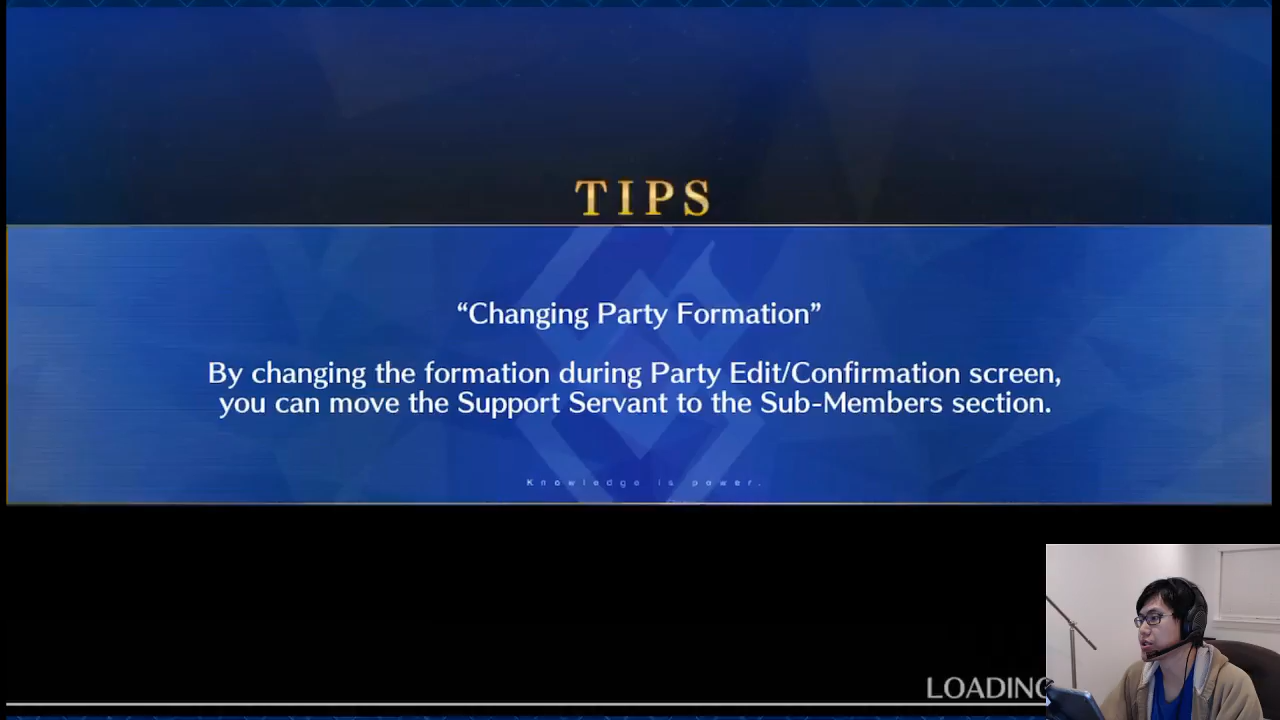 TIPS
“Changing Party Formation”
By changing the formation during Party Edit/Confirmation screen,
you can move the Support Servant to the Sub-Members section.
Knowledge is power.
LOADING